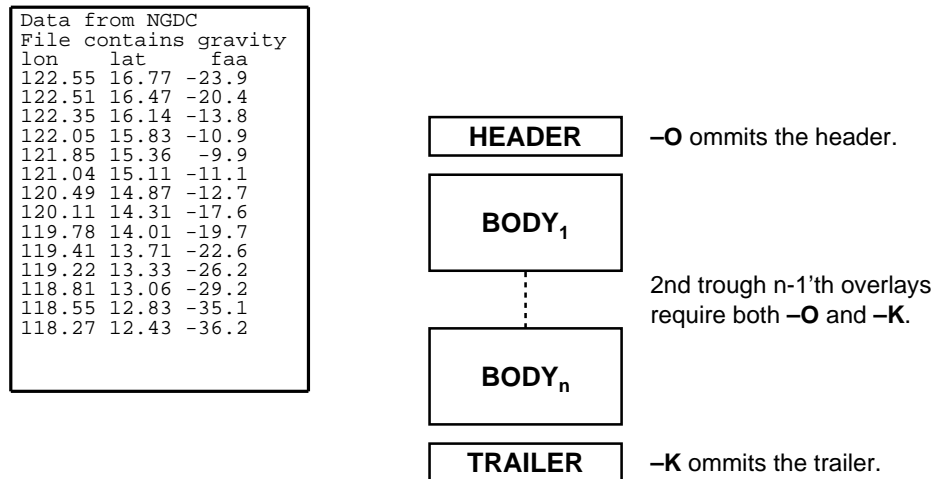 Data from NGDC
File contains gravity
lon lat faa
122.55 16.77 -23.9
122.51 16.47 -20.4
122.35 16.14 -13.8
122.05 15.83 -10.9
121.85 15.36 -9.9
121.04 15.11 -11.1
120.49 14.87 -12.7
120.11 14.31 -17.6
119.78 14.01 -19.7
119.41 13.71 -22.6
119.22 13.33 -26.2
118.81 13.06 -29.2
118.55 12.83 -35.1
118.27 12.43 -36.2
HEADER
–O ommits the header.
BODY1
2nd trough n-1'th overlays
require both –O and –K.
BODYn
TRAILER
–K ommits the trailer.